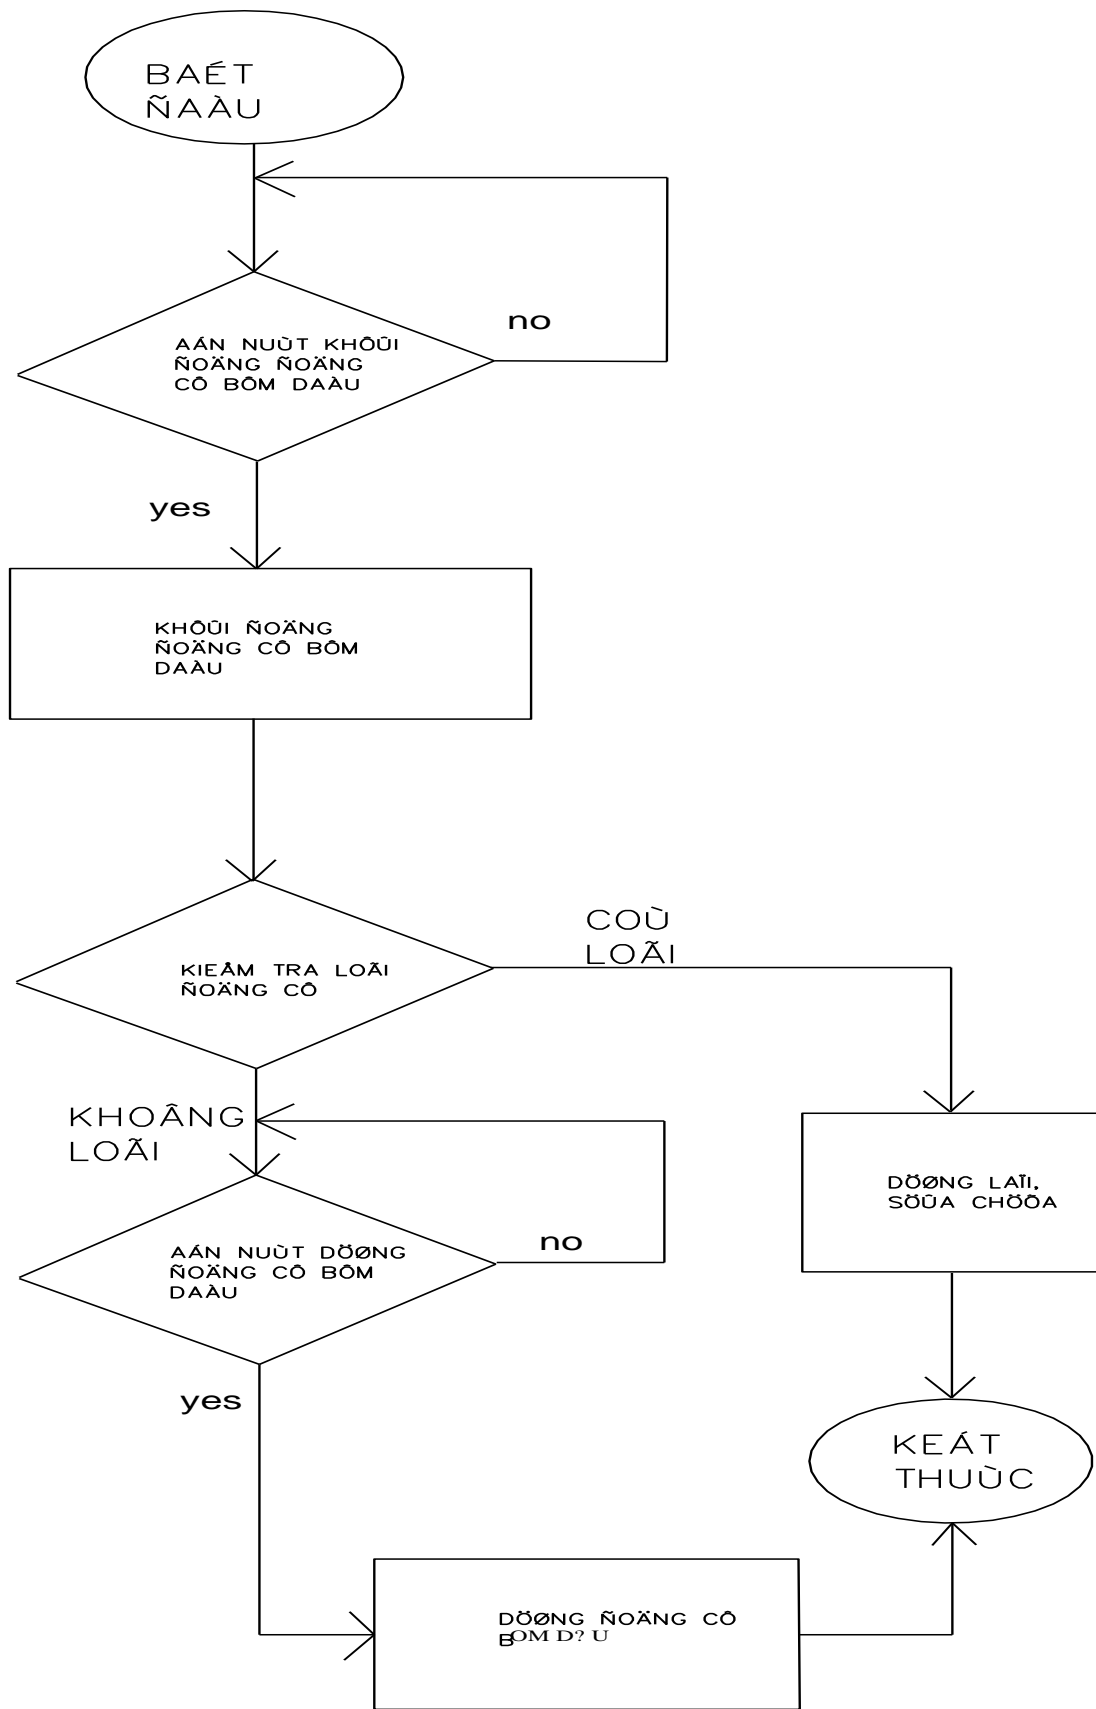 BAÉT
ÑAÀU
no
AÁN NUÙT KHÔÛI
ÑOÄNG ÑOÄNG
CÔ BÔM DAÀU
yes
KHÔÛI ÑOÄNG
ÑOÄNG CÔ BÔM
DAÀU
COÙ
LOÃI
KIEÅM TRA LOÃI
ÑOÄNG CÔ
KHOÂNG
LOÃI
DÖØNG LAÏI,
SÖÛA CHÖÕA
no
AÁN NUÙT DÖØNG
ÑOÄNG CÔ BÔM
DAÀU
yes
KEÁT
THUÙC
DÖØNG ÑOÄNG CÔ
BOM D? U